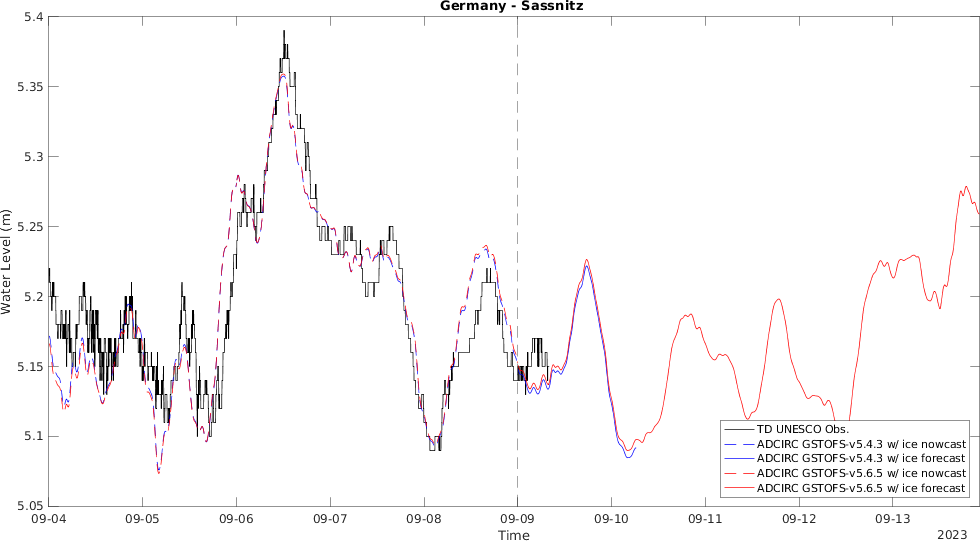 Germany - Sassnitz
5.4
5.35
5.3
5.25
5.2
5.15
5.1
5.05
Water Level (m)
09-04 09-05 09-06 09-07 09-08 09-09 09-10 09-11 09-12 09-13
Time
2023
TD UNESCO Obs.
ADCIRC GSTOFS-v5.4.3 w/ ice nowcast
ADCIRC GSTOFS-v5.4.3 w/ ice forecast
ADCIRC GSTOFS-v5.6.5 w/ ice nowcast
ADCIRC GSTOFS-v5.6.5 w/ ice forecast